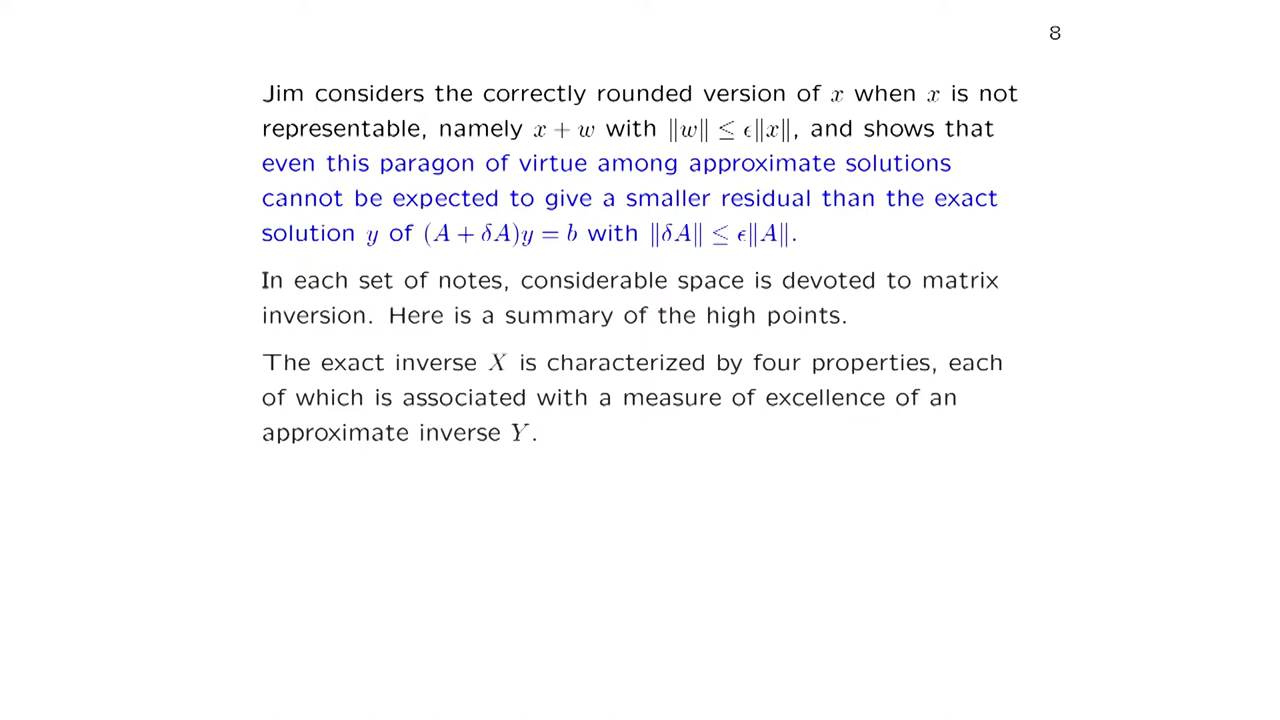 8
Jim considers the correctly rounded version of x when x is not
representable, namely x + w with ‖w‖ ≤ ϵ‖x‖, and shows that
even this paragon of virtue among approximate solutions
cannot be expected to give a smaller residual than the exact
solution y of (A + δA)y = b with ‖δA‖ ≤ ϵ‖A‖.
In each set of notes, considerable space is devoted to matrix
inversion. Here is a summary of the high points.
The exact inverse X is characterized by four properties, each
of which is associated with a measure of excellence of an
approximate inverse Y.